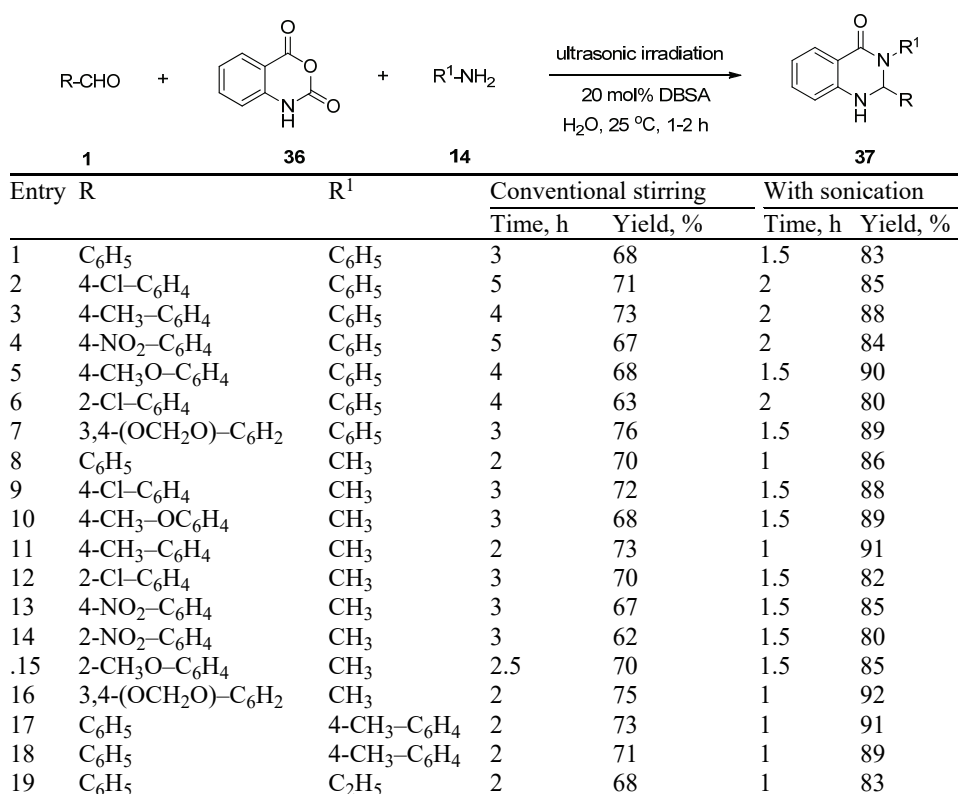 R-CHO + O O O N H + R¹-NH₂ ultrasonic irradiation O N R¹ N H R
20 mol% DBSA
H₂O, 25 °C, 1-2 h
1 36 14 37
Entry R R¹ Conventional stirring With sonication
Time, h Yield, % Time, h Yield, %
1 C₆H₅ C₆H₅ 3 68 1.5 83
2 4-Cl–C₆H₄ C₆H₅ 5 71 2 85
3 4-CH₃–C₆H₄ C₆H₅ 4 73 2 88
4 4-NO₂–C₆H₄ C₆H₅ 5 67 2 84
5 4-CH₃O–C₆H₄ C₆H₅ 4 68 1.5 90
6 2-Cl–C₆H₄ C₆H₅ 4 63 2 80
7 3,4-(OCH₂O)–C₆H₂ C₆H₅ 3 76 1.5 89
8 C₆H₅ CH₃ 2 70 1 86
9 4-Cl–C₆H₄ CH₃ 3 72 1.5 88
10 4-CH₃–OC₆H₄ CH₃ 3 68 1.5 89
11 4-CH₃–C₆H₄ CH₃ 2 73 1 91
12 2-Cl–C₆H₄ CH₃ 3 70 1.5 82
13 4-NO₂–C₆H₄ CH₃ 3 67 1.5 85
14 2-NO₂–C₆H₄ CH₃ 3 62 1.5 80
.15 2-CH₃O–C₆H₄ CH₃ 2.5 70 1.5 85
16 3,4-(OCH₂O)–C₆H₂ CH₃ 2 75 1 92
17 C₆H₅ 4-CH₃–C₆H₄ 2 73 1 91
18 C₆H₅ 4-CH₃–C₆H₄ 2 71 1 89
19 C₆H₅ C₂H₅ 2 68 1 83